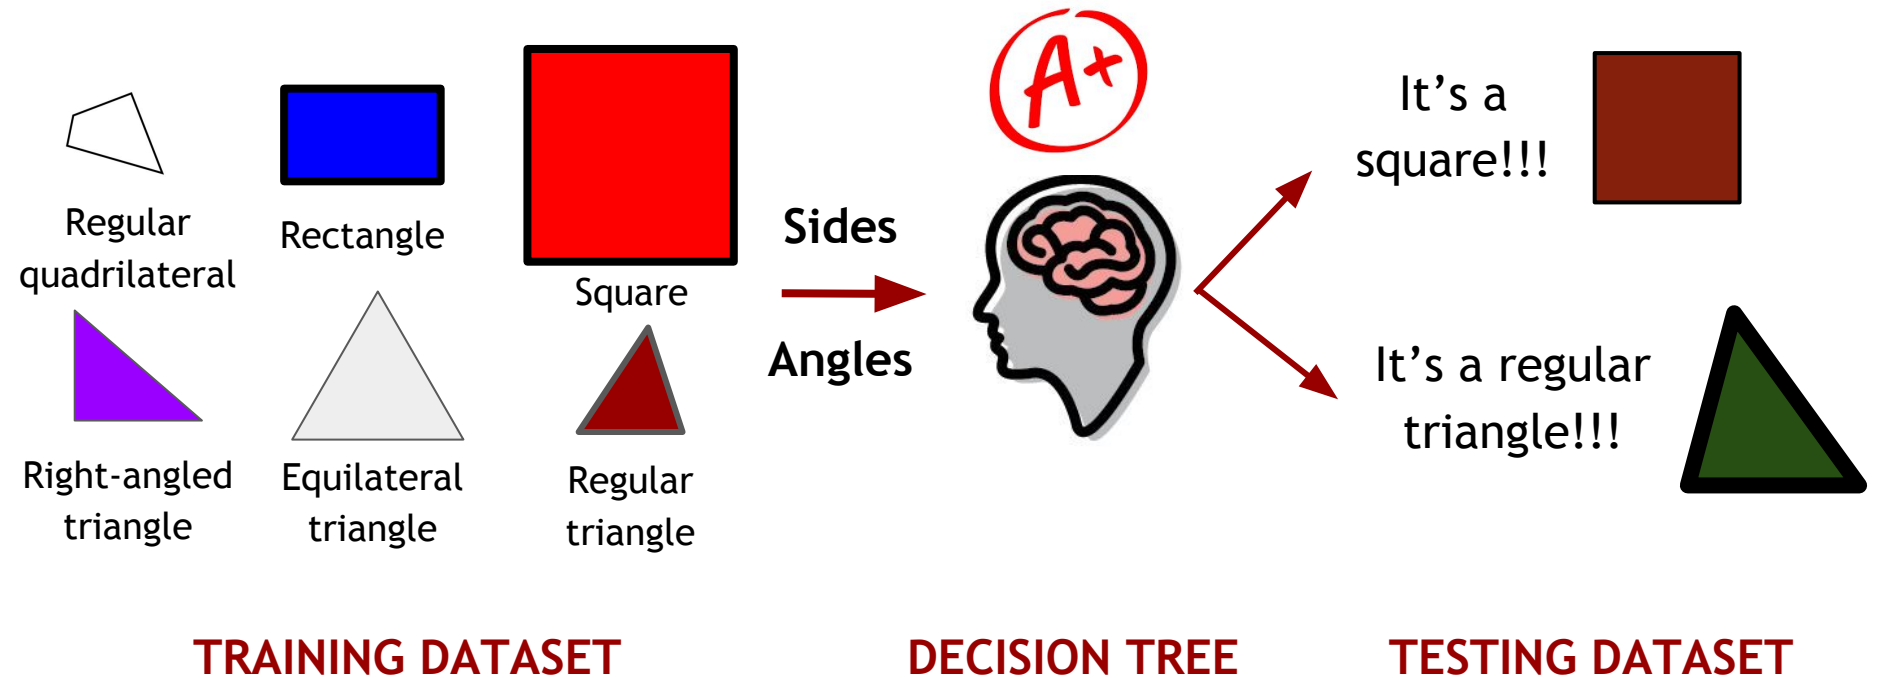 Regular
quadrilateral
Rectangle
Square
Right-angled
triangle
Equilateral
triangle
Regular
triangle
Sides
Angles
A+
It's a
square!!!
It's a regular
triangle!!!
TRAINING DATASET
DECISION TREE
TESTING DATASET